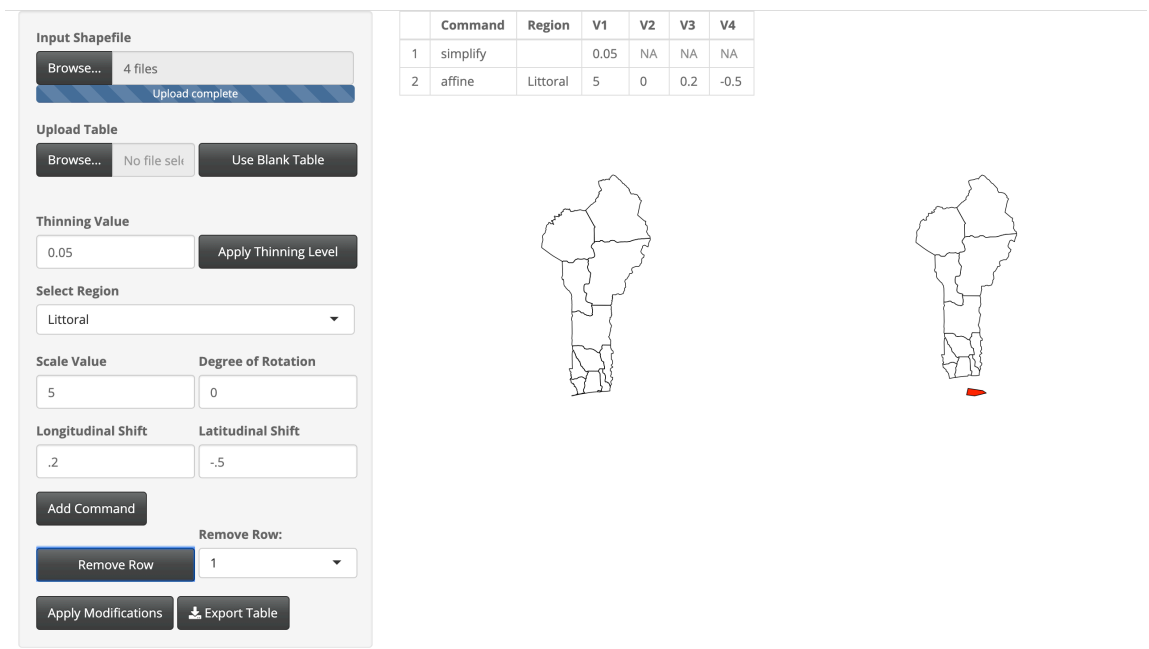 Input Shapefile
Browse... 4 files
Upload complete
Upload Table
Browse... No file sele Use Blank Table
Thinning Value
0.05 Apply Thinning Level
Select Region
Littoral
Scale Value Degree of Rotation
5 0
Longitudinal Shift Latitudinal Shift
.2 -.5
Add Command
Remove Row:
Remove Row 1
Apply Modifications Export Table
Command Region V1 V2 V3 V4
1 simplify 0.05 NA NA NA
2 affine Littoral 5 0 0.2 -0.5